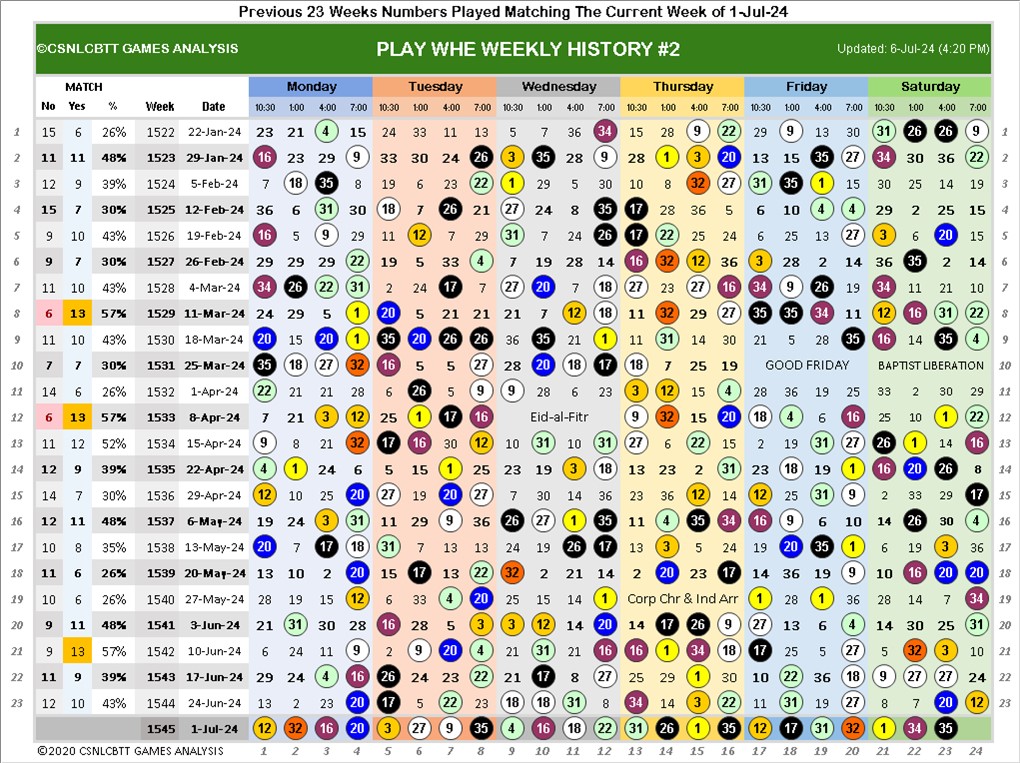 Previous 23 Weeks Numbers Played Matching The Current Week of 1-Jul-24
©CSNLCBTT GAMES ANALYSIS PLAY WHE WEEKLY HISTORY #2 Updated: 6-Jul-24 (4:20 PM)
MATCH Monday Tuesday Wednesday Thursday Friday Saturday
No Yes % Week Date 10:30 1:00 4:00 7:00 10:30 1:00 4:00 7:00 10:30 1:00 4:00 7:00 10:30 1:00 4:00 7:00 10:30 1:00 4:00 7:00 10:30 1:00 4:00 7:00
1 15 6 26% 1522 22-Jan-24 23 21 4 15 24 33 11 13 5 7 36 34 15 28 9 22 29 9 13 30 31 26 26 9 1
2 11 11 48% 1523 29-Jan-24 16 23 29 9 33 30 24 26 3 35 28 9 28 1 3 20 13 15 35 27 34 30 36 22 2
3 12 9 39% 1524 5-Feb-24 7 18 35 8 19 6 23 22 1 29 5 30 10 8 32 27 31 35 1 15 30 25 14 19 3
4 15 7 30% 1525 12-Feb-24 36 6 31 30 18 7 26 21 27 24 8 35 17 28 36 5 6 10 4 4 29 2 25 15 4
5 9 10 43% 1526 19-Feb-24 16 5 9 29 11 12 7 29 31 7 24 26 17 22 25 24 6 25 13 27 3 6 20 15 5
6 9 7 30% 1527 26-Feb-24 29 29 29 22 19 5 33 4 7 19 28 14 16 32 12 36 3 28 2 14 36 35 2 14 6
7 11 10 43% 1528 4-Mar-24 34 26 22 31 2 24 17 7 27 20 7 18 27 23 27 16 34 9 26 19 34 11 21 10 7
8 6 13 57% 1529 11-Mar-24 24 29 5 1 20 5 21 21 21 7 12 18 11 32 29 27 35 35 34 11 12 16 31 22 8
9 11 10 43% 1530 18-Mar-24 20 15 20 1 35 20 26 26 36 35 21 1 11 31 14 30 21 5 28 35 16 14 35 4 9
10 7 7 30% 1531 25-Mar-24 35 18 27 32 16 5 5 27 28 20 18 17 18 7 25 19 GOOD FRIDAY BAPTIST LIBERATION 10
11 14 6 26% 1532 1-Apr-24 22 21 21 28 6 26 5 9 9 28 6 23 3 12 15 4 28 36 19 21 33 2 30 29 11
12 6 13 57% 1533 8-Apr-24 7 21 3 12 25 1 17 16 Eid-al-Fitr 9 32 15 20 18 4 6 16 25 10 1 22 12
13 11 12 52% 1534 15-Apr-24 9 8 21 32 17 16 30 12 10 31 10 31 27 6 22 15 2 19 31 27 26 1 14 16 13
14 12 9 39% 1535 22-Apr-24 4 1 24 6 5 15 1 25 23 19 3 18 13 23 2 31 23 18 19 1 16 20 26 8 14
15 14 7 30% 1536 29-Apr-24 12 10 25 20 27 19 20 27 7 30 14 36 23 36 12 14 12 25 31 9 2 33 29 17 15
16 12 11 48% 1537 6-May-24 19 24 3 31 11 29 9 36 26 27 1 35 11 4 35 34 16 9 6 10 14 26 30 4 16
17 10 8 35% 1538 13-May-24 20 7 17 18 31 7 13 13 24 19 26 17 13 3 5 24 19 20 35 1 6 19 3 36 17
18 11 6 26% 1539 20-May-24 13 10 2 20 15 17 13 22 32 2 21 14 2 20 23 17 14 36 19 9 10 16 20 20 18
19 10 6 26% 1540 27-May-24 28 19 15 12 6 33 4 20 25 15 14 1 Corp Chr & Ind Arr 1 28 1 36 28 14 7 34 19
20 9 11 48% 1541 3-Jun-24 21 31 30 28 16 28 5 3 3 12 14 20 14 17 26 9 27 13 6 4 14 30 25 31 20
21 9 13 57% 1542 10-Jun-24 6 24 11 9 2 9 20 4 21 31 21 16 16 1 34 18 17 25 5 27 22 32 3 10 21
22 11 9 39% 1543 17-Jun-24 29 24 4 16 26 24 23 22 21 17 8 27 25 29 1 30 10 22 36 9 9 27 27 24 22
23 12 10 43% 1544 24-Jun-24 13 2 23 20 17 5 22 23 18 18 31 8 34 14 3 22 11 31 19 27 8 7 20 12 23
1545 1-Jul-24 12 32 16 20 3 27 9 35 4 16 18 22 31 26 1 35 12 17 31 32 1 34 35
©2020 CSNLCBTT GAMES ANALYSIS 1 2 3 4 5 6 7 8 9 10 11 12 13 14 15 16 17 18 19 20 21 22 23 24